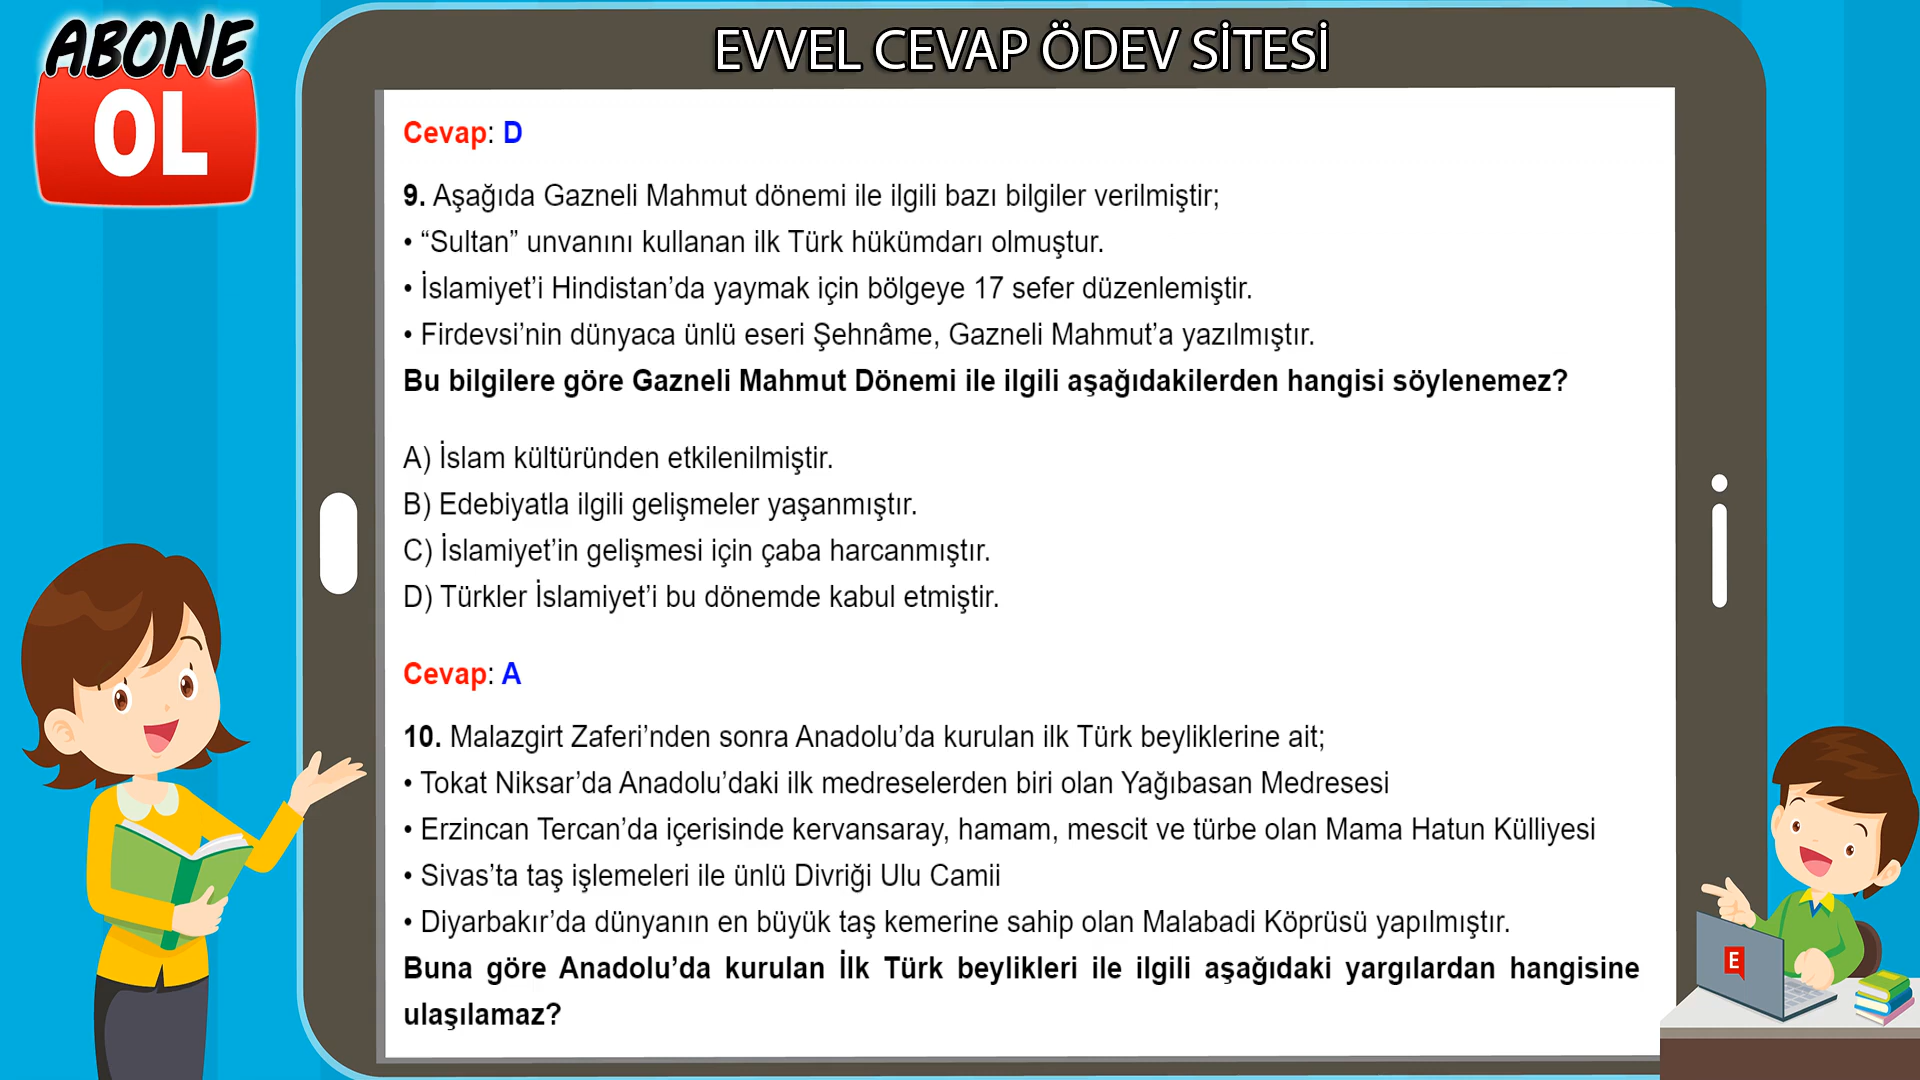 ABONE
OL
EVVEL CEVAP ÖDEV SİTESİ
Cevap: D
9. Aşağıda Gazneli Mahmut dönemi ile ilgili bazı bilgiler verilmiştir;
• “Sultan” unvanını kullanan ilk Türk hükümdarı olmuştur.
• İslamiyet’i Hindistan’da yaymak için bölgeye 17 sefer düzenlemiştir.
• Firdevsi’nin dünyaca ünlü eseri Şehnâme, Gazneli Mahmut’a yazılmıştır.
Bu bilgilere göre Gazneli Mahmut Dönemi ile ilgili aşağıdakilerden hangisi söylenemez?
A) İslam kültüründen etkilenilmiştir.
B) Edebiyatla ilgili gelişmeler yaşanmıştır.
C) İslamiyet’in gelişmesi için çaba harcanmıştır.
D) Türkler İslamiyet’i bu dönemde kabul etmiştir.
Cevap: A
10. Malazgirt Zaferi’nden sonra Anadolu’da kurulan ilk Türk beyliklerine ait;
• Tokat Niksar’da Anadolu’daki ilk medreselerden biri olan Yağıbasan Medresesi
• Erzincan Tercan’da içerisinde kervansaray, hamam, mescit ve türbe olan Mama Hatun Külliyesi
• Sivas’ta taş işlemeleri ile ünlü Divriği Ulu Camii
• Diyarbakır’da dünyanın en büyük taş kemerine sahip olan Malabadi Köprüsü yapılmıştır.
Buna göre Anadolu’da kurulan İlk Türk beylikleri ile ilgili aşağıdaki yargılardan hangisine
ulaşılamaz?
E